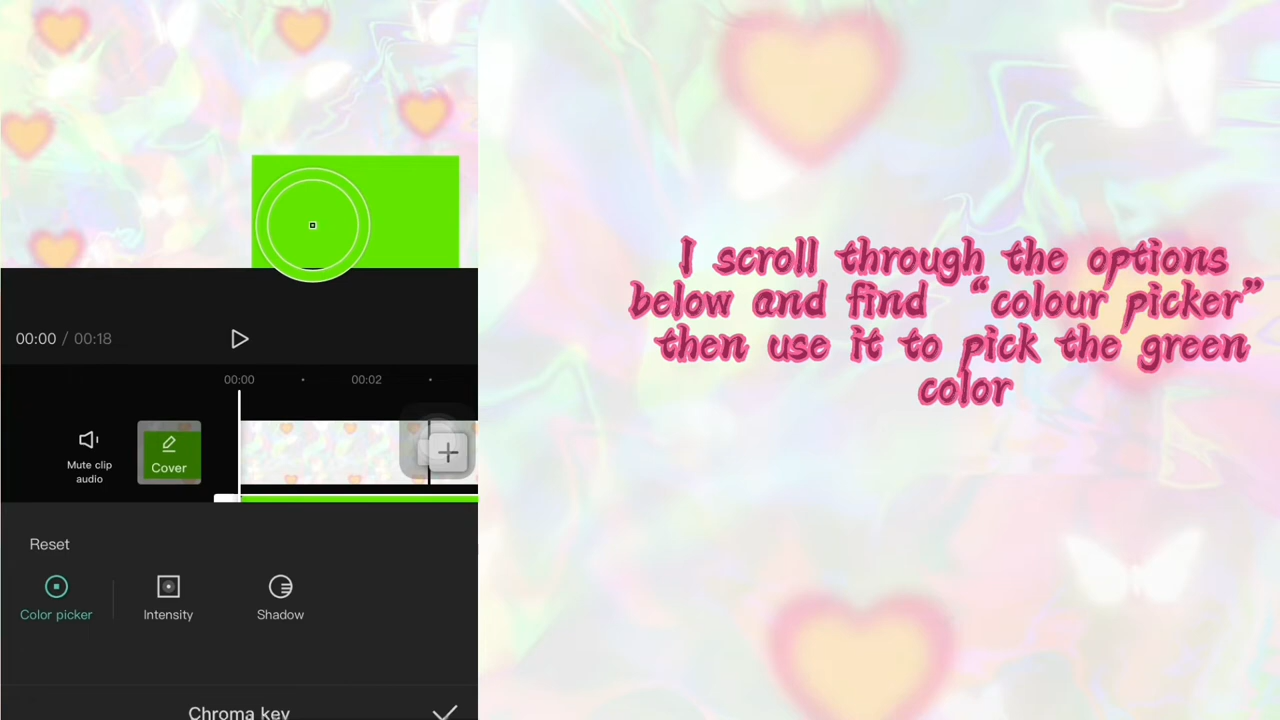 I scroll through the options
below and find “colour picker”
then use it to pick the green
color
00:00 / 00:18
00:00
00:02
Mute clip
audio
Cover
Reset
Color picker
Intensity
Shadow
Chroma key